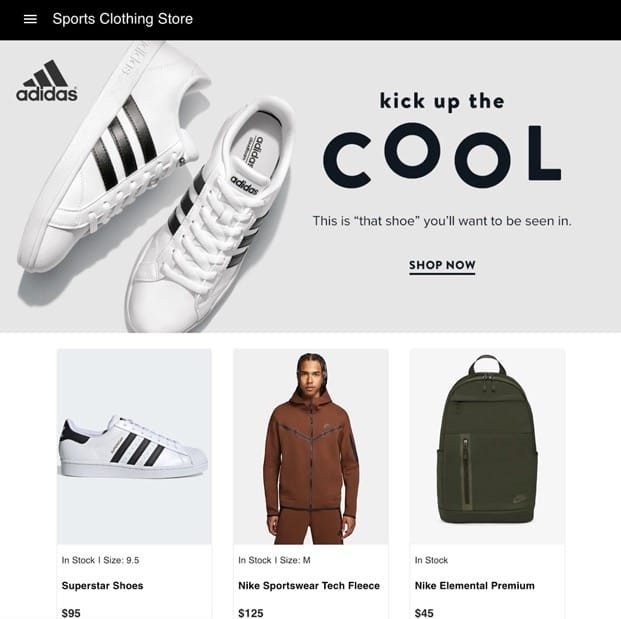 Sports Clothing Store
adidas
adidas
adidas
adidas
kick up the
COOL
This is “that shoe” you’ll want to be seen in.
SHOP NOW
In Stock | Size: 9.5
Superstar Shoes
$95
In Stock | Size: M
Nike Sportswear Tech Fleece
$125
In Stock
Nike Elemental Premium
$45